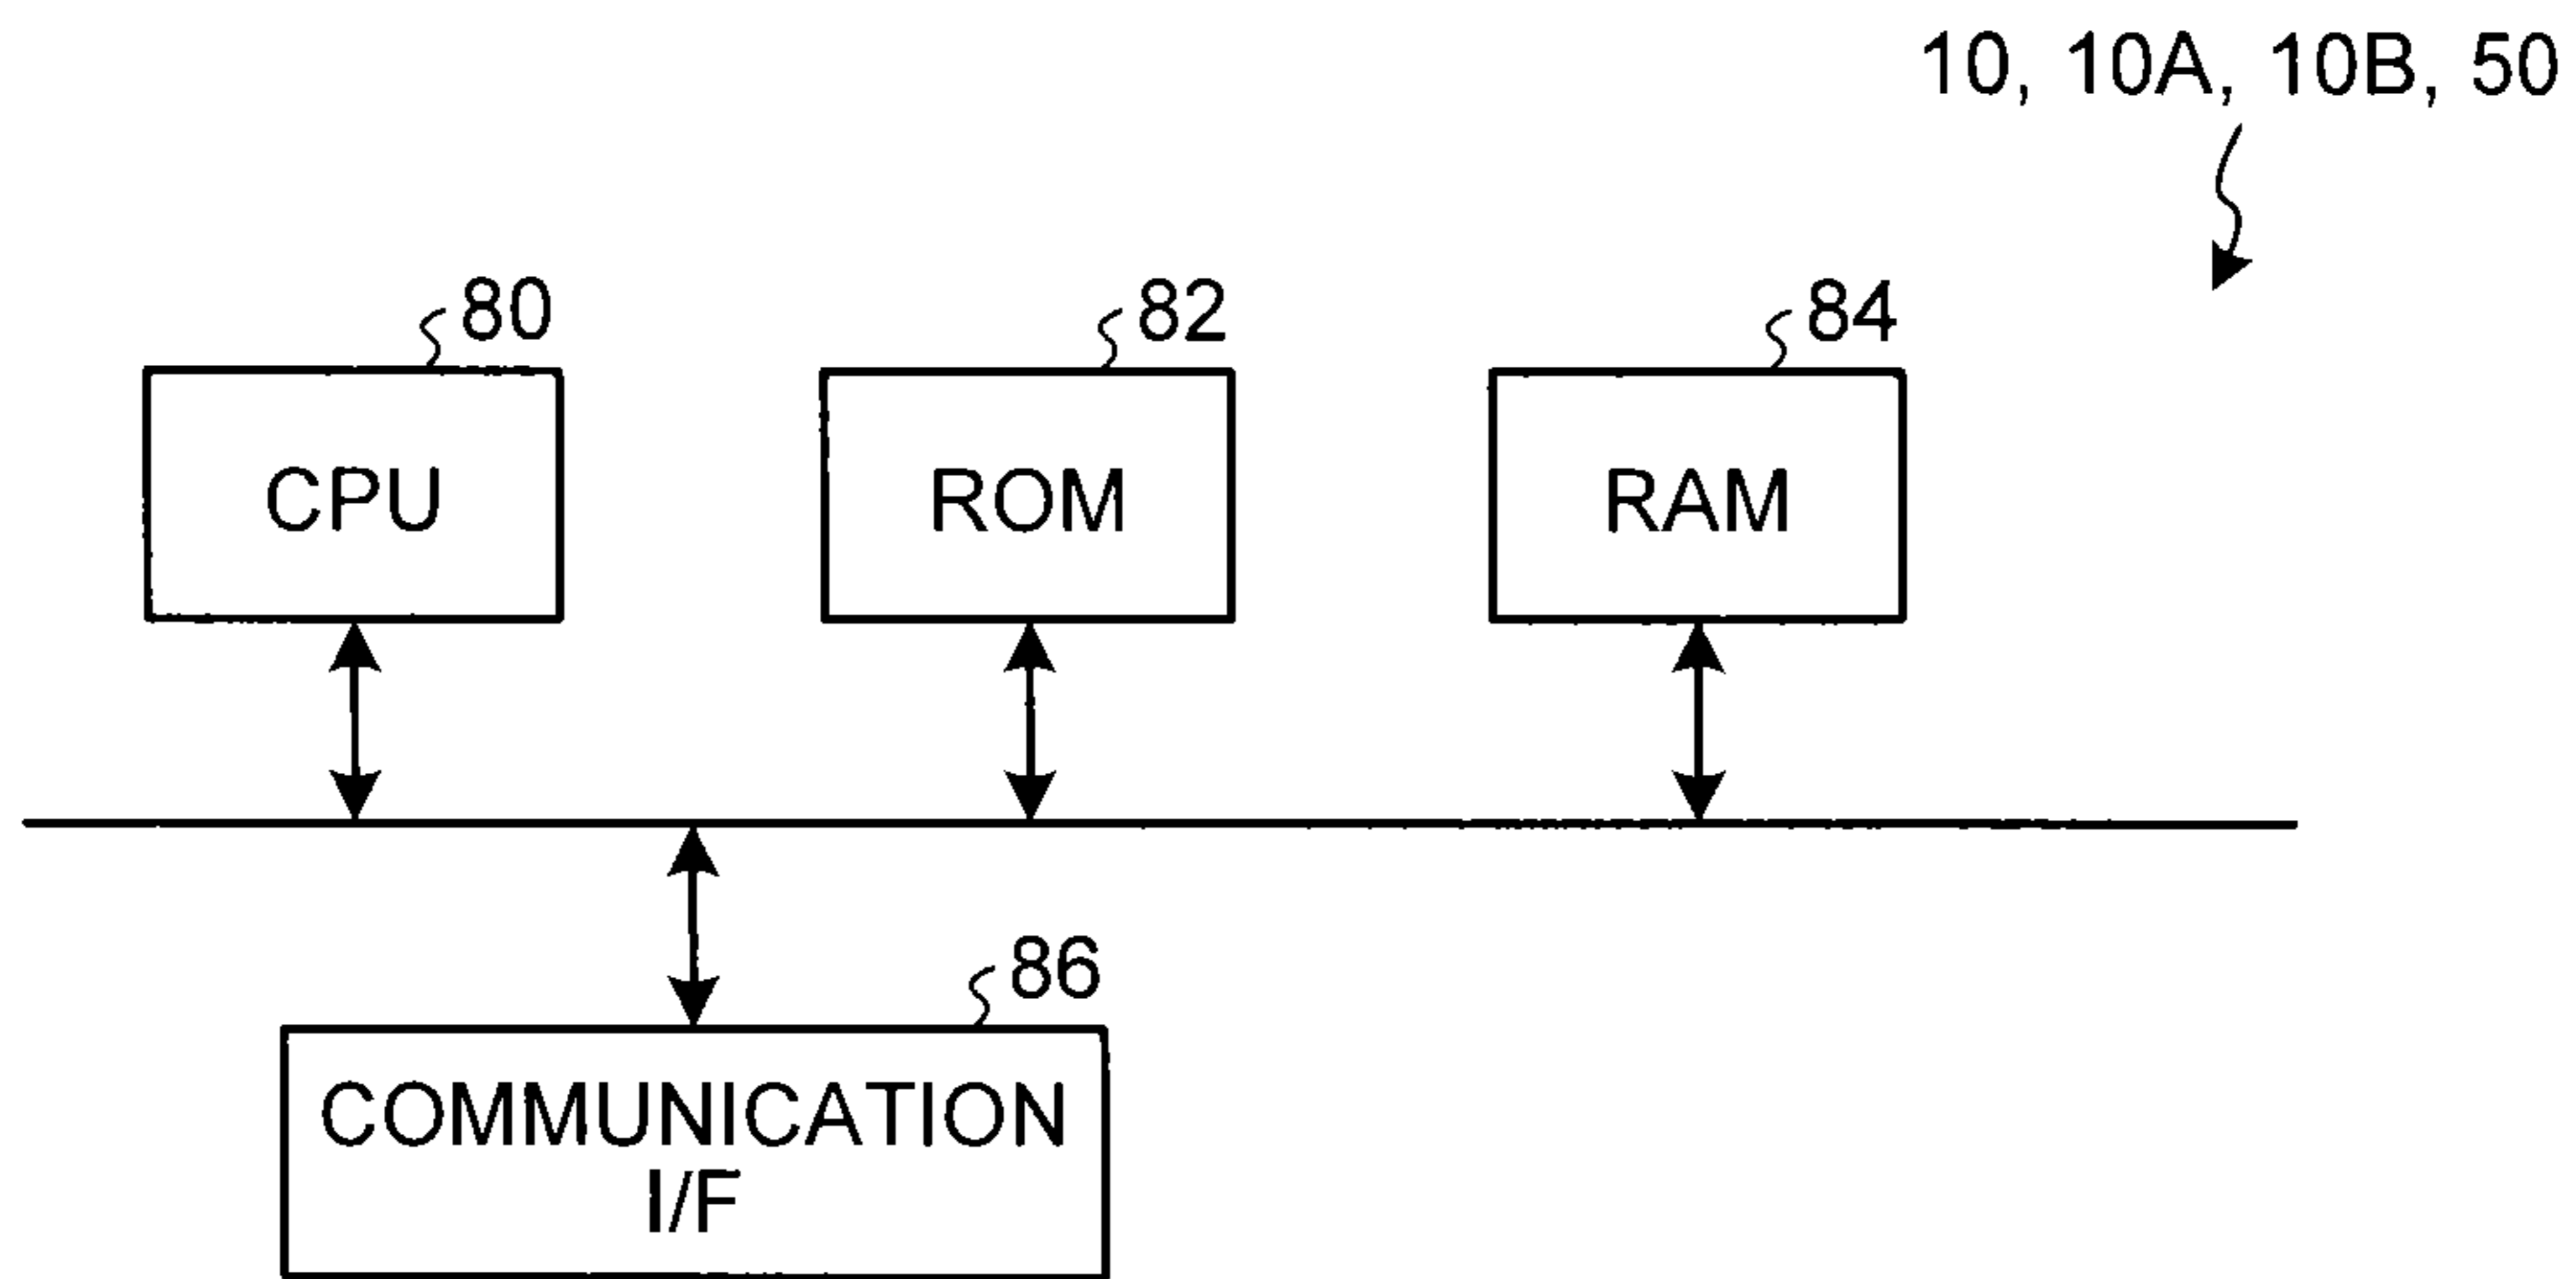 10, 10A, 10B, 50
80
82
84
CPU
ROM
RAM
86
COMMUNICATION
I/F